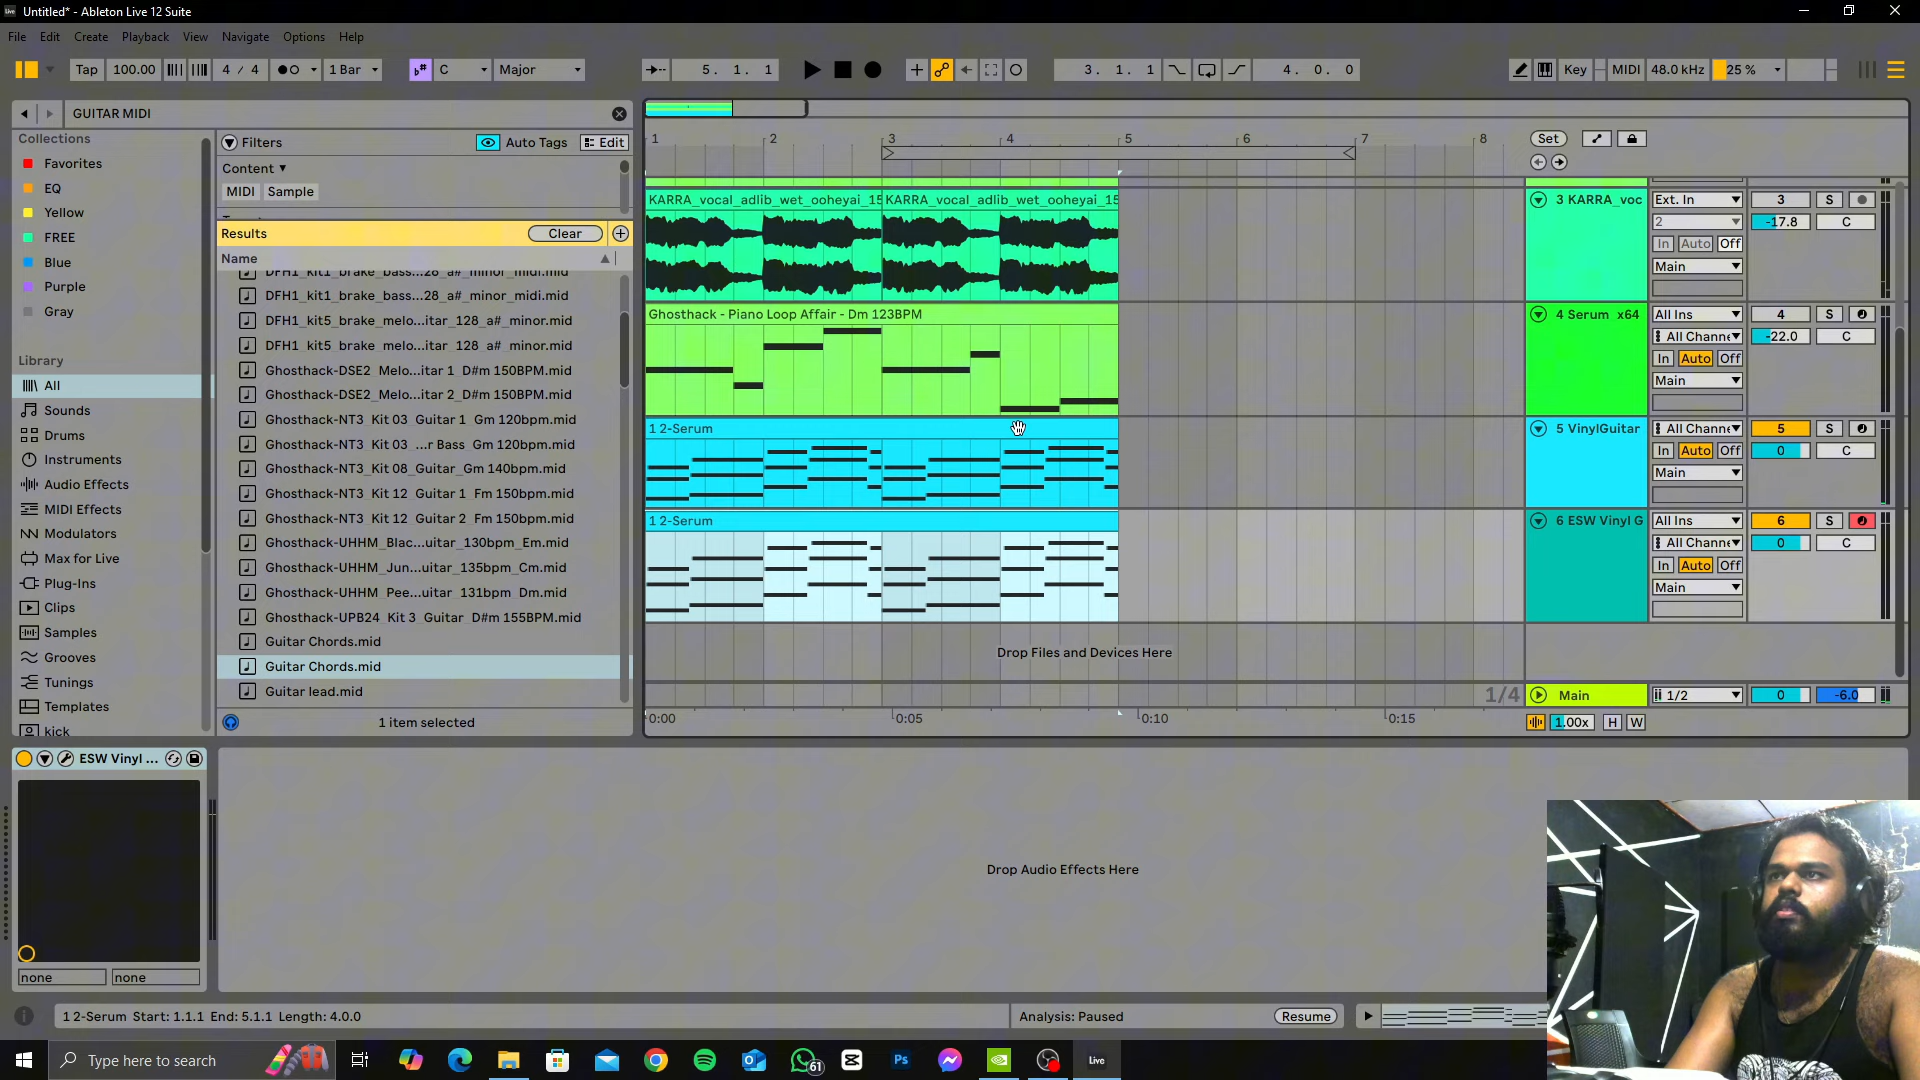 Untitled* - Ableton Live 12 Suite
File Edit Create Playback View Navigate Options Help
Tap 100.00 4 / 4 1 Bar C Major 5. 1. 1 3. 1. 1 4. 0. 0 Key MIDI 48.0 kHz 25 %
GUITAR MIDI
Collections
Favorites
EQ
Yellow
FREE
Blue
Purple
Gray
Library
All
Sounds
Drums
Instruments
Audio Effects
MIDI Effects
Modulators
Max for Live
Plug-Ins
Clips
Samples
Grooves
Tunings
Templates
kick
Filters Auto Tags Edit
Content
MIDI Sample
Results Clear
Name
DFH1_kit1_brake_bass...28_a#_minor_midi.mid
DFH1_kit1_brake_bass...28_a#_minor_midi.mid
DFH1_kit5_brake_melo...itar_128_a#_minor.mid
DFH1_kit5_brake_melo...itar_128_a#_minor.mid
Ghosthack-DSE2_Melo...itar 1_D#m 150BPM.mid
Ghosthack-DSE2_Melo...itar 2_D#m 150BPM.mid
Ghosthack-NT3_Kit 03_Guitar_Gm 120bpm.mid
Ghosthack-NT3_Kit 03_...r Bass_Gm 120bpm.mid
Ghosthack-NT3_Kit 08_Guitar_Gm 140bpm.mid
Ghosthack-NT3_Kit 12_Guitar 1_Fm 150bpm.mid
Ghosthack-NT3_Kit 12_Guitar 2_Fm 150bpm.mid
Ghosthack-UHHM_Blac...uitar_130bpm_Em.mid
Ghosthack-UHHM_Jun...uitar_135bpm_Cm.mid
Ghosthack-UHHM_Pee...uitar_131bpm_Dm.mid
Ghosthack-UPB24_Kit 3_Guitar_D#m 155BPM.mid
Guitar Chords.mid
Guitar Chords.mid
Guitar lead.mid
1 item selected
1 2 3 4 5 6 7 8 Set
KARRA_vocal_adlib_wet_ooheyai_15 KARRA_vocal_adlib_wet_ooheyai_15
Ghosthack - Piano Loop Affair - Dm 123BPM
1 2-Serum
1 2-Serum
Drop Files and Devices Here
1/4
0:00 0:05 0:10 0:15
3 KARRA_voc Ext. In 3 S
2 -17.8 C
In Auto Off
Main
4 Serum_x64 All Ins 4 S
All Channe -22.0 C
In Auto Off
Main
5 VinylGuitar All Channe 5 S
In Auto Off 0 C
Main
6 ESW Vinyl G All Ins 6 S
All Channe 0 C
In Auto Off
Main
Main 1/2 0 -6.0
1.00x H W
ESW Vinyl ...
none none
Drop Audio Effects Here
1 2-Serum Start: 1.1.1 End: 5.1.1 Length: 4.0.0
Analysis: Paused Resume
Type here to search
61
Ps
Live